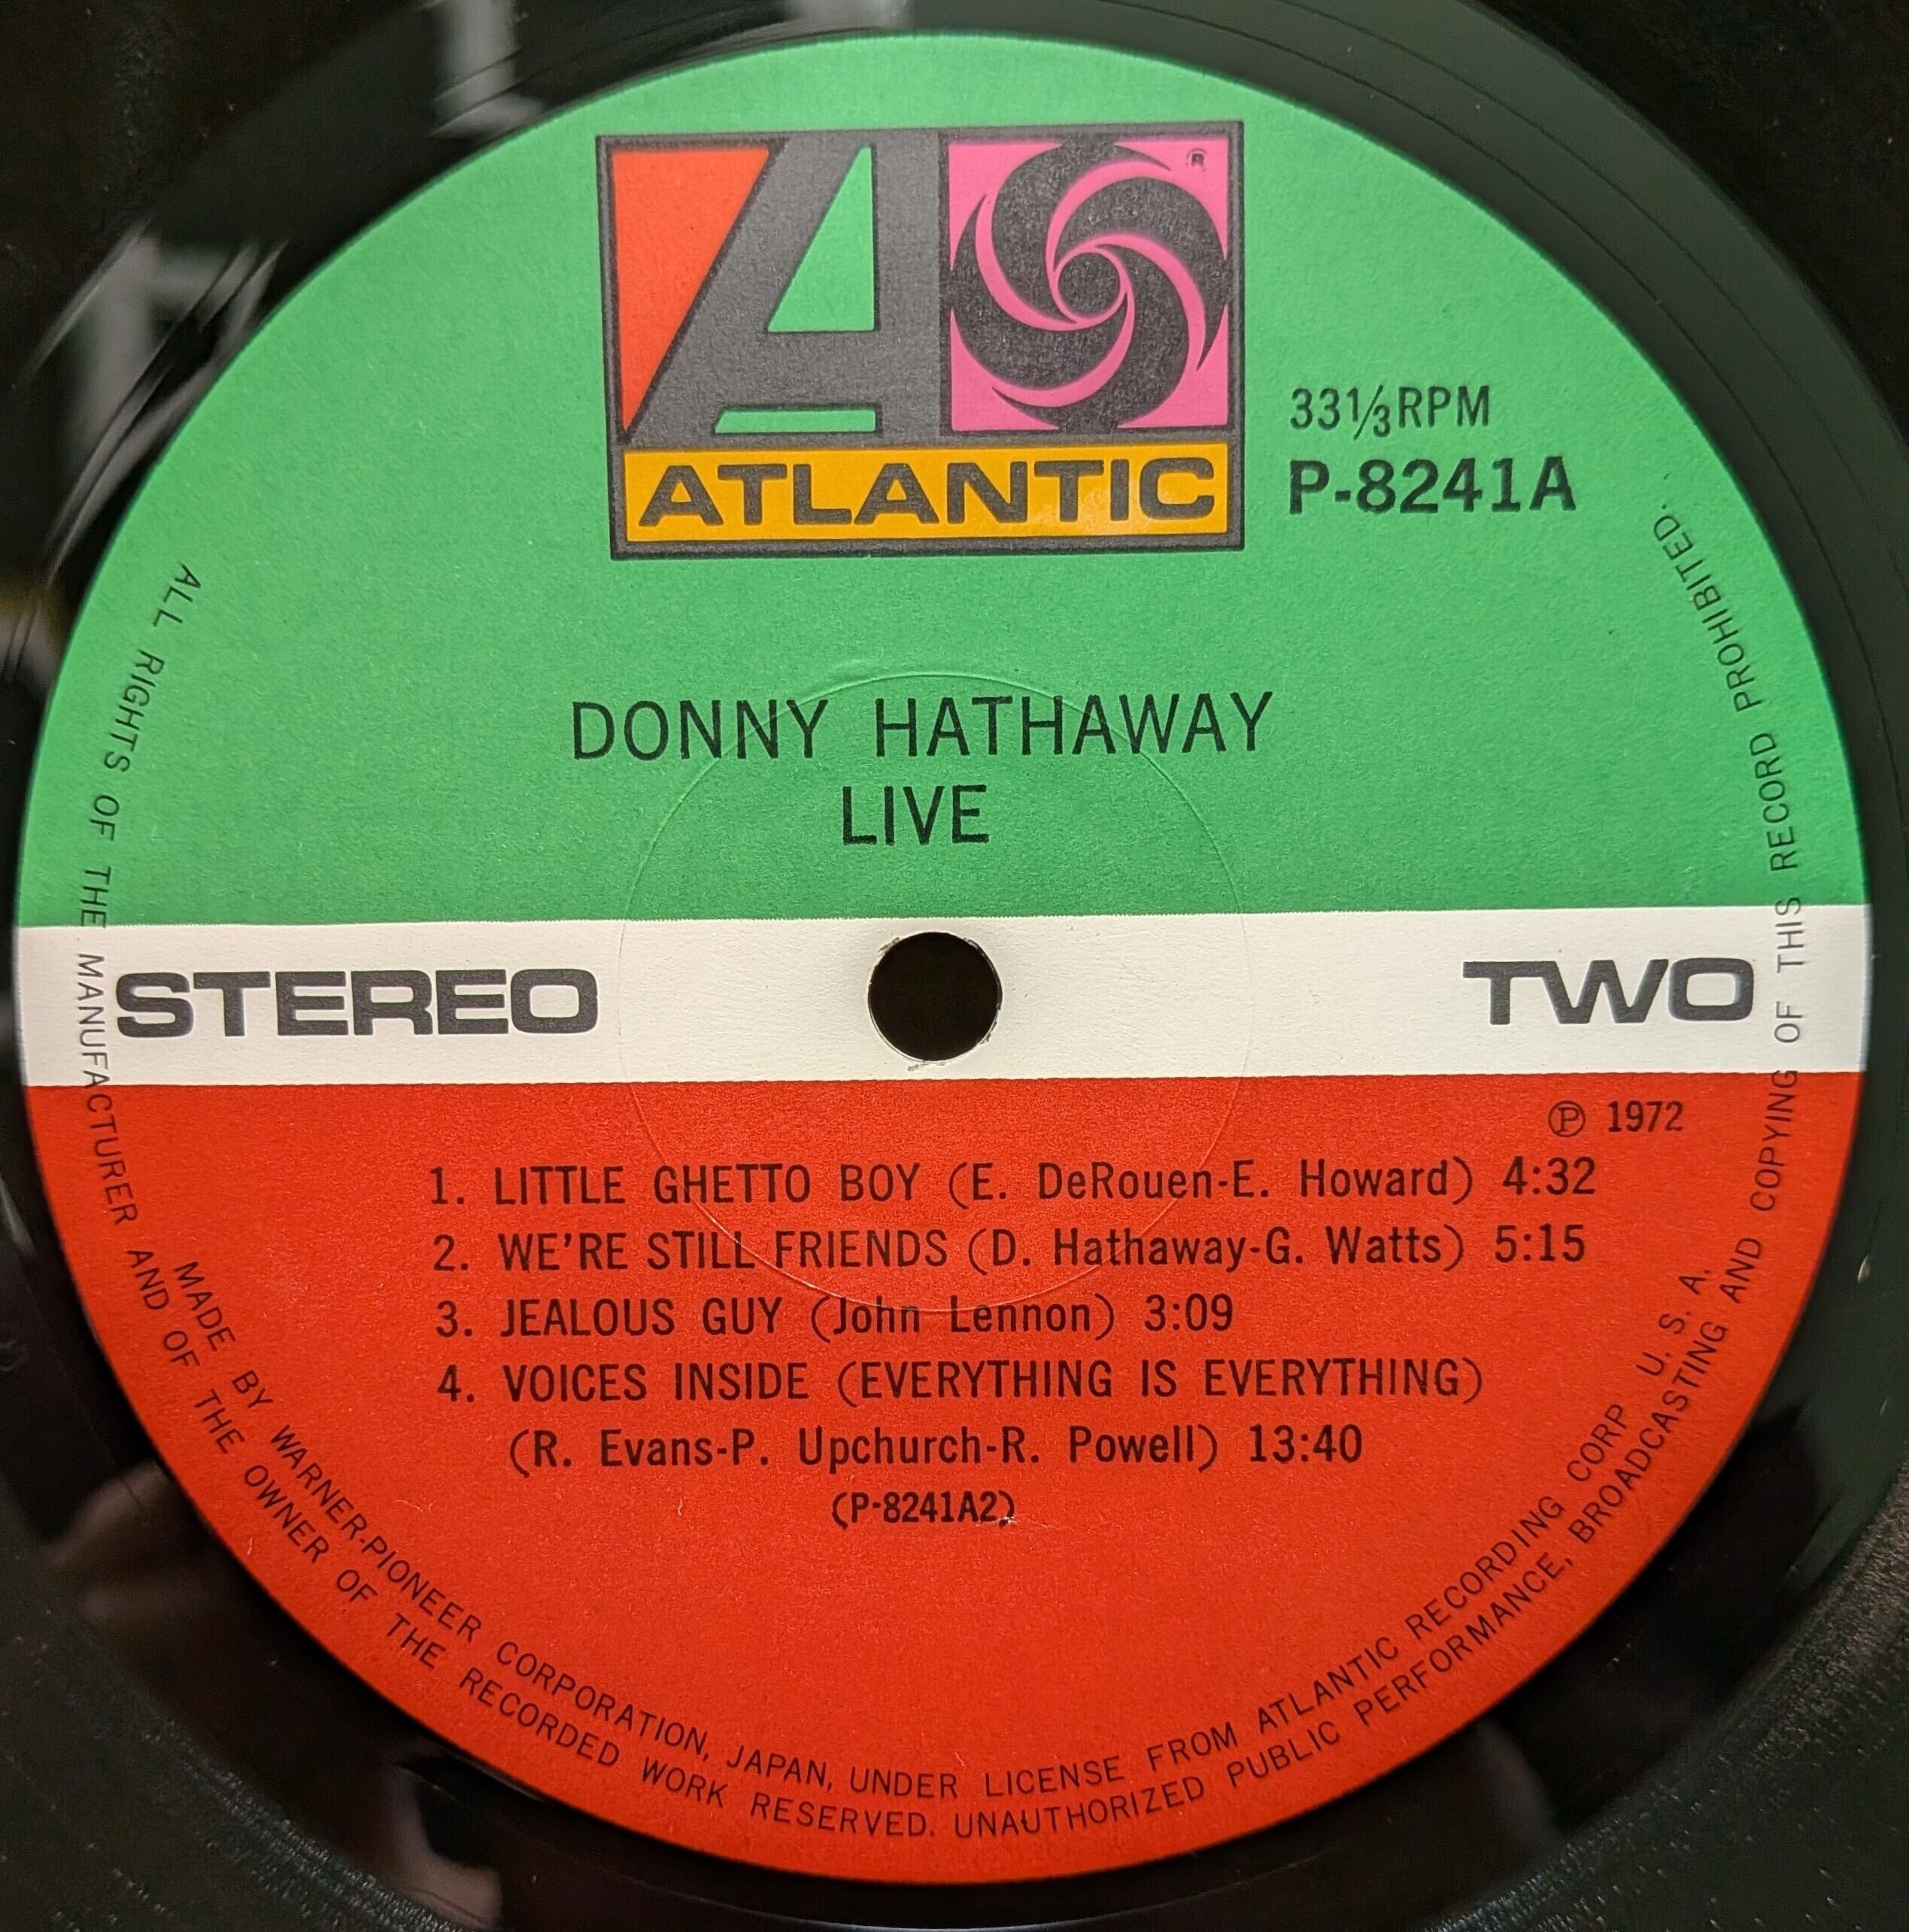 ®
ATLANTIC
33⅓RPM
P-8241A
DONNY HATHAWAY
LIVE
STEREO
TWO
℗ 1972
1. LITTLE GHETTO BOY (E. DeRouen-E. Howard) 4:32
2. WE'RE STILL FRIENDS (D. Hathaway-G. Watts) 5:15
3. JEALOUS GUY (John Lennon) 3:09
4. VOICES INSIDE (EVERYTHING IS EVERYTHING)
(R. Evans-P. Upchurch-R. Powell) 13:40
(P-8241A2)
MADE BY WARNER-PIONEER CORPORATION, JAPAN, UNDER LICENSE FROM ATLANTIC RECORDING CORP U. S. A.
ALL RIGHTS OF THE MANUFACTURER AND OF THE OWNER OF THE RECORDED WORK RESERVED. UNAUTHORIZED PUBLIC PERFORMANCE, BROADCASTING AND COPYING OF THIS RECORD PROHIBITED.